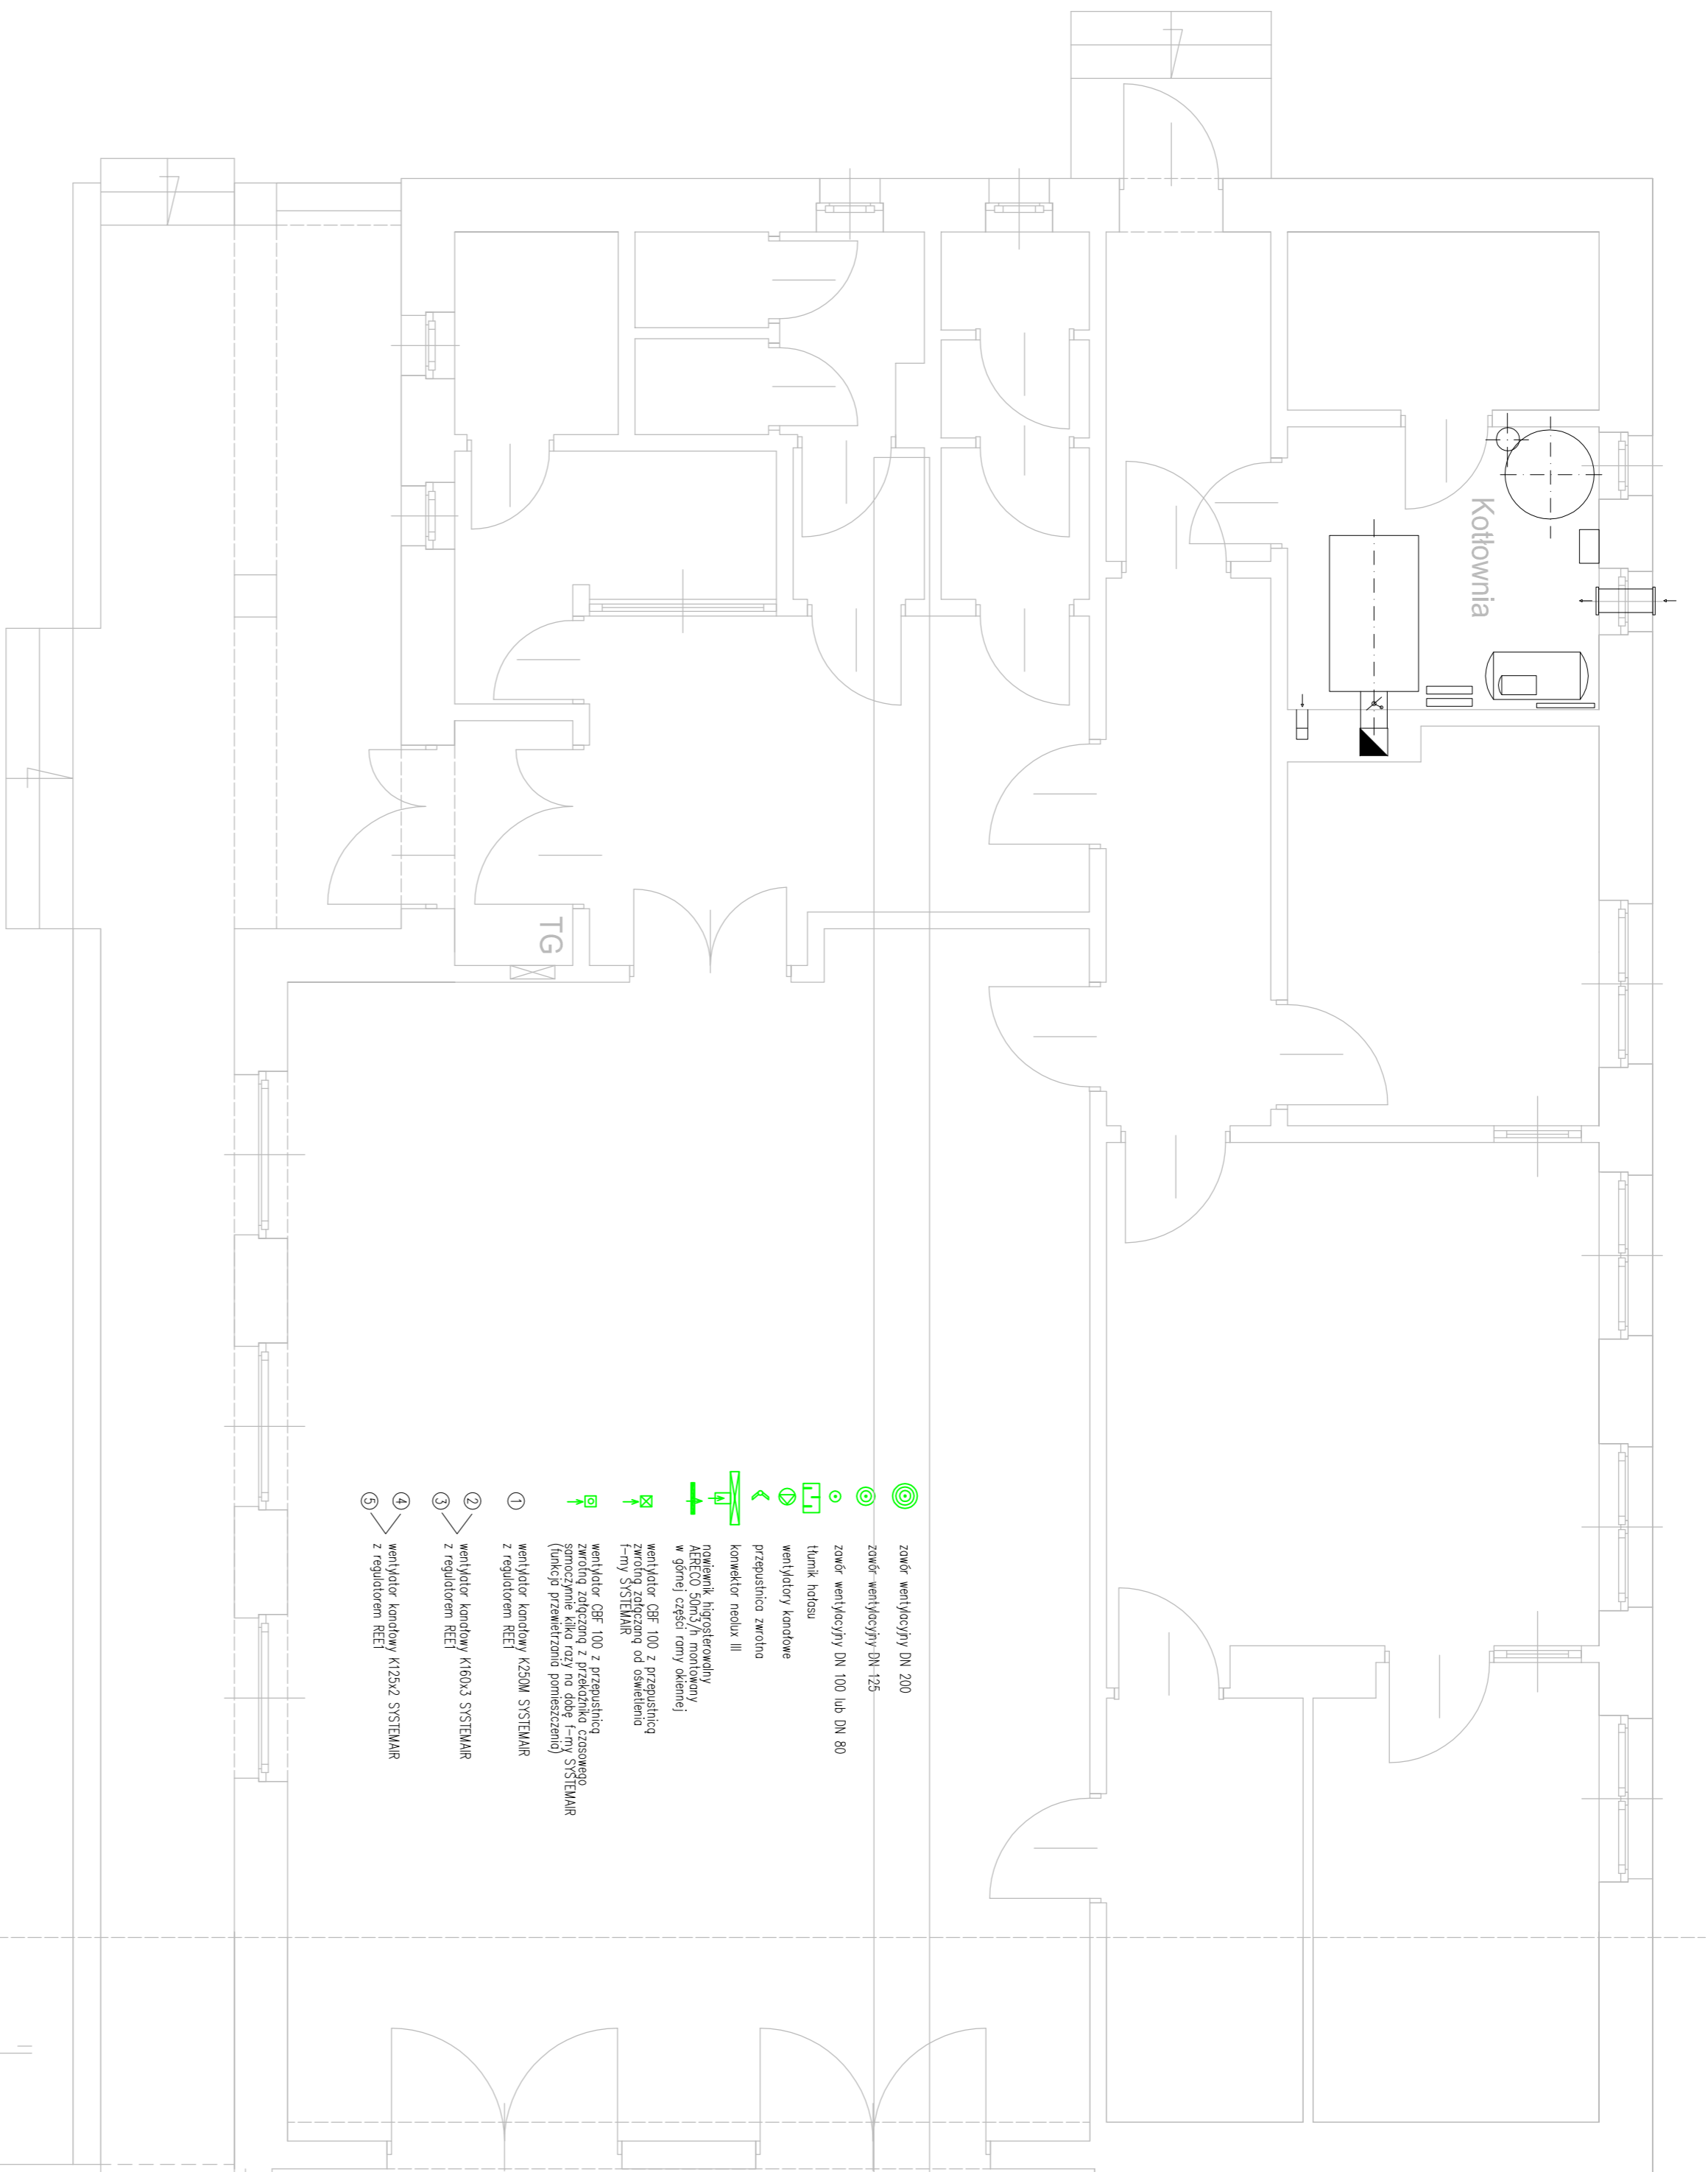 Kotłownia
TG
zawór wentylacyjny DN 200
zawór wentylacyjny DN 125
zawór wentylacyjny DN 100 lub DN 80
tłumik hałasu
wentylatory kanałowe
przepustnica zwrotna
konwektor neolux III
nawiewnik higrosterowalny
AERECO 50m3/h montowany
w górnej części ramy okiennej
wentylator CBF 100 z przepustnicą
zwrotną załączaną od oświetlenia
f-my SYSTEMAIR
wentylator CBF 100 z przepustnicą
zwrotną załączaną z przekaźnika czasowego
samoczynnie kilka razy na dobę f-my SYSTEMAIR
(funkcja przewietrzania pomieszczenia)
1 wentylator kanałowy K250M SYSTEMAIR
z regulatorem REE1
2 wentylator kanałowy K160x3 SYSTEMAIR
3 z regulatorem REE1
4 wentylator kanałowy K125x2 SYSTEMAIR
5 z regulatorem REE1